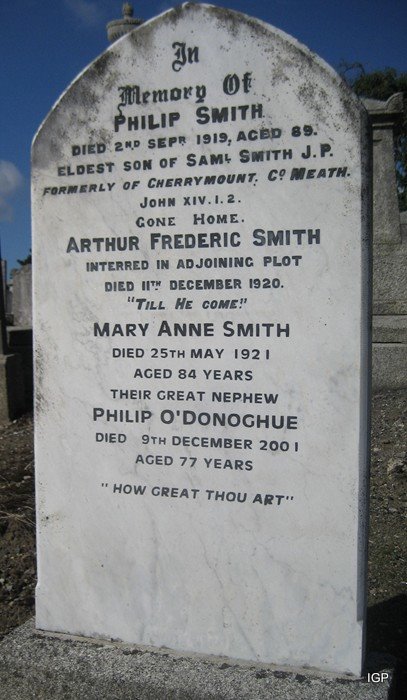 In
Memory Of
PHILIP SMITH
DIED 2ND SEPR 1919, AGED 89.
ELDEST SON OF SAML SMITH J.P.
FORMERLY OF CHERRYMOUNT, CO MEATH.
JOHN XIV.1.2.
GONE HOME.
ARTHUR FREDERIC SMITH
INTERRED IN ADJOINING PLOT
DIED 11TH DECEMBER 1920.
"TILL HE COME!"
MARY ANNE SMITH
DIED 25TH MAY 1921
AGED 84 YEARS
THEIR GREAT NEPHEW
PHILIP O'DONOGHUE
DIED 9TH DECEMBER 2001
AGED 77 YEARS
"HOW GREAT THOU ART"
IGP